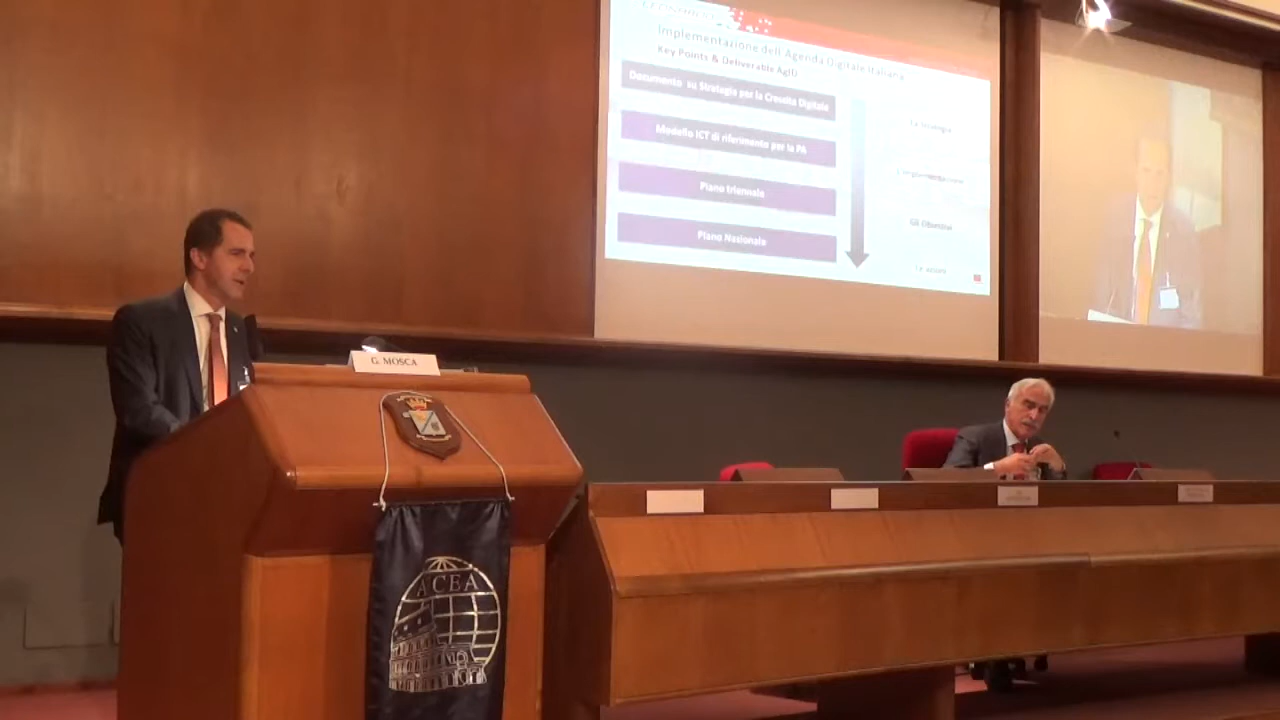 Implementazione dell'Agenda Digitale Italiana
Key Points & Deliverable AgID
Documento su Strategia per la Crescita Digitale
Modello ICT di riferimento per la PA
Piano triennale
Piano Nazionale
La Strategia
L'implementazione
Gli Obiettivi
Le azioni
G. MOSCA
ACEA